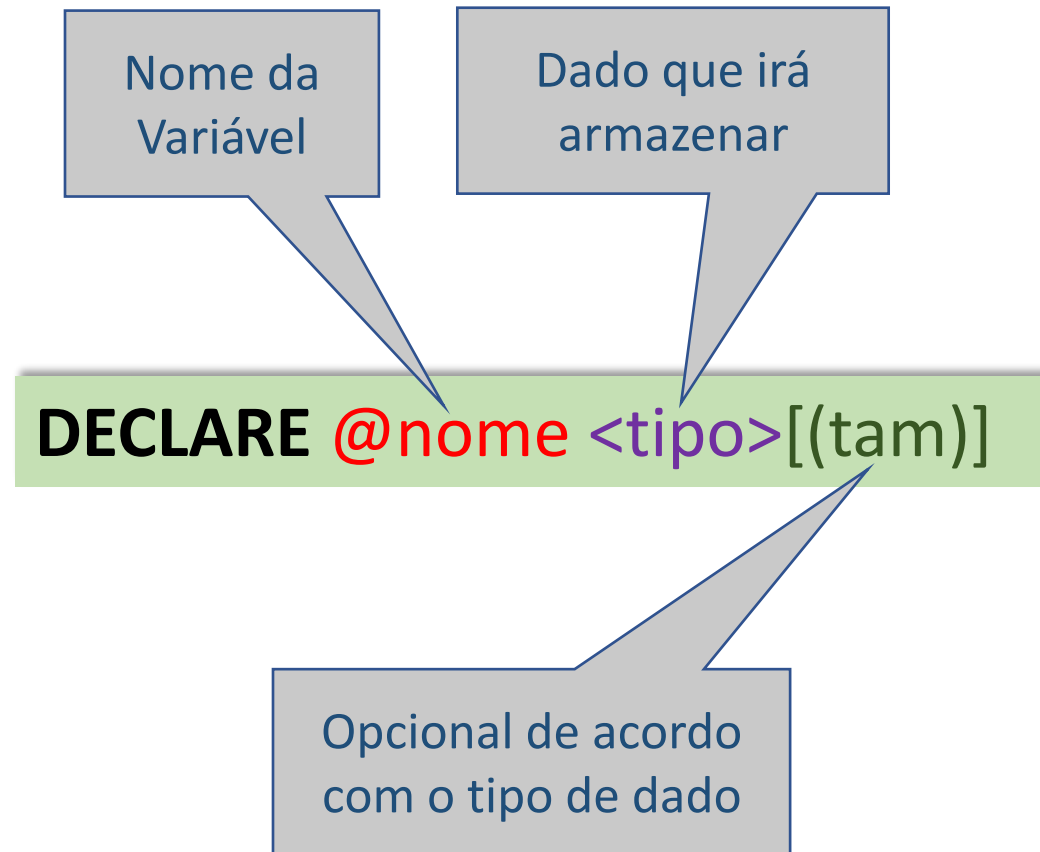 Nome da
Variável
Dado que irá
armazenar
DECLARE @nome <tipo>[(tam)]
Opcional de acordo
com o tipo de dado